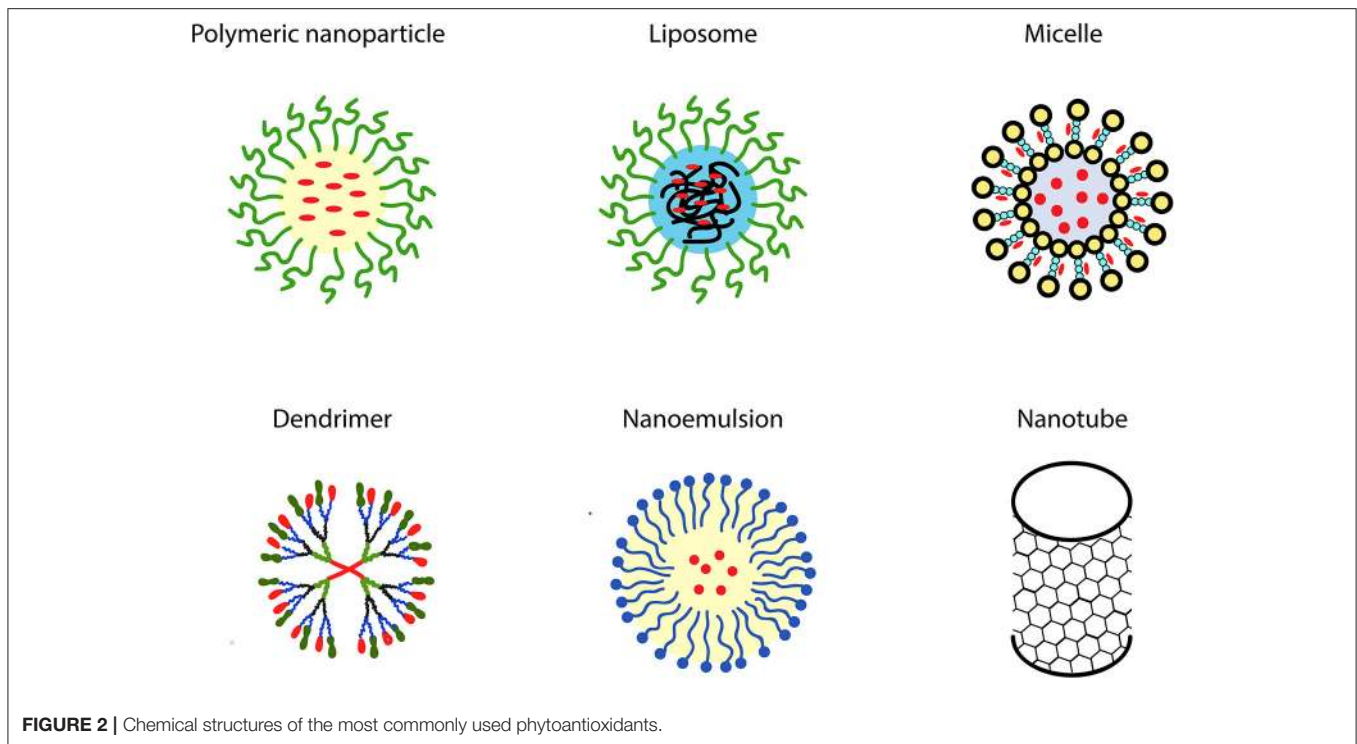 Polymeric nanoparticle
Liposome
Micelle
Dendrimer
Nanoemulsion
Nanotube
FIGURE 2 | Chemical structures of the most commonly used phytoantioxidants.